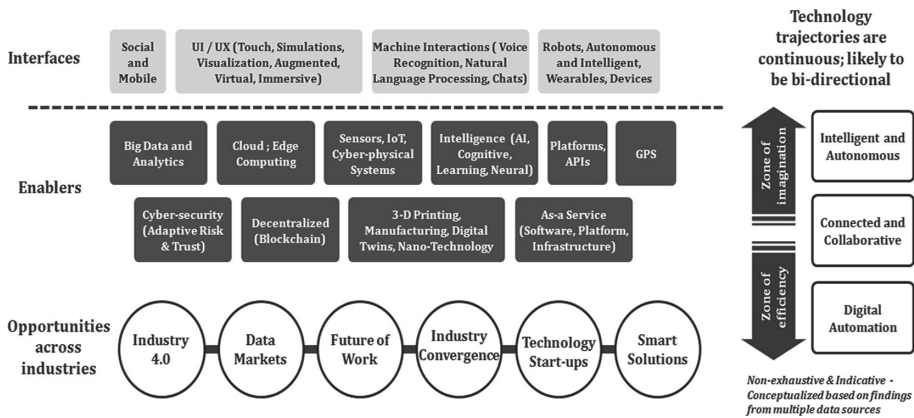 Interfaces
Social
and
Mobile
UI / UX (Touch, Simulations,
Visualization, Augmented,
Virtual, Immersive)
Machine Interactions ( Voice
Recognition, Natural
Language Processing, Chats)
Robots, Autonomous
and Intelligent,
Wearables, Devices
Enablers
Big Data and
Analytics
Cloud ; Edge
Computing
Sensors, IoT,
Cyber-physical
Systems
Intelligence (AI,
Cognitive,
Learning, Neural)
Platforms,
APIs
GPS
Cyber-security
(Adaptive Risk
& Trust)
Decentralized
(Blockchain)
3-D Printing,
Manufacturing, Digital
Twins, Nano-Technology
As-a Service
(Software, Platform,
Infrastructure)
Opportunities
across
industries
Industry
4.0
Data
Markets
Future of
Work
Industry
Convergence
Technology
Start-ups
Smart
Solutions
Technology
trajectories are
continuous; likely to
be bi-directional
Zone of
imagination
Zone of
efficiency
Intelligent and
Autonomous
Connected and
Collaborative
Digital
Automation
Non-exhaustive & Indicative -
Conceptualized based on findings
from multiple data sources